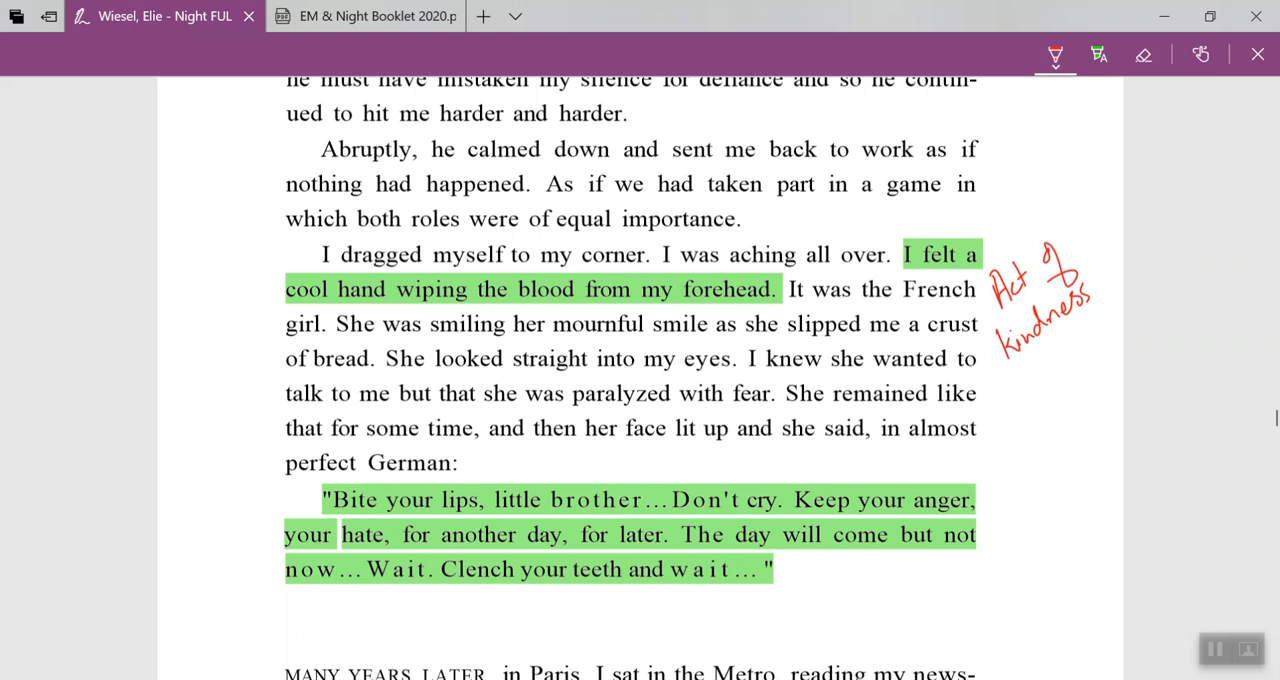 Wiesel, Elie - Night FUL
EM & Night Booklet 2020.p
he must have mistaken my silence for defiance and so he contin-
ued to hit me harder and harder.
Abruptly, he calmed down and sent me back to work as if
nothing had happened. As if we had taken part in a game in
which both roles were of equal importance.
I dragged myself to my corner. I was aching all over. I felt a
cool hand wiping the blood from my forehead. It was the French
girl. She was smiling her mournful smile as she slipped me a crust
of bread. She looked straight into my eyes. I knew she wanted to
talk to me but that she was paralyzed with fear. She remained like
that for some time, and then her face lit up and she said, in almost
perfect German:
"Bite your lips, little brother...Don't cry. Keep your anger,
your hate, for another day, for later. The day will come but not
now... Wait. Clench your teeth and wait..."
MANY YEARS LATER, in Paris, I sat in the Metro, reading my news-
Act of
kindness